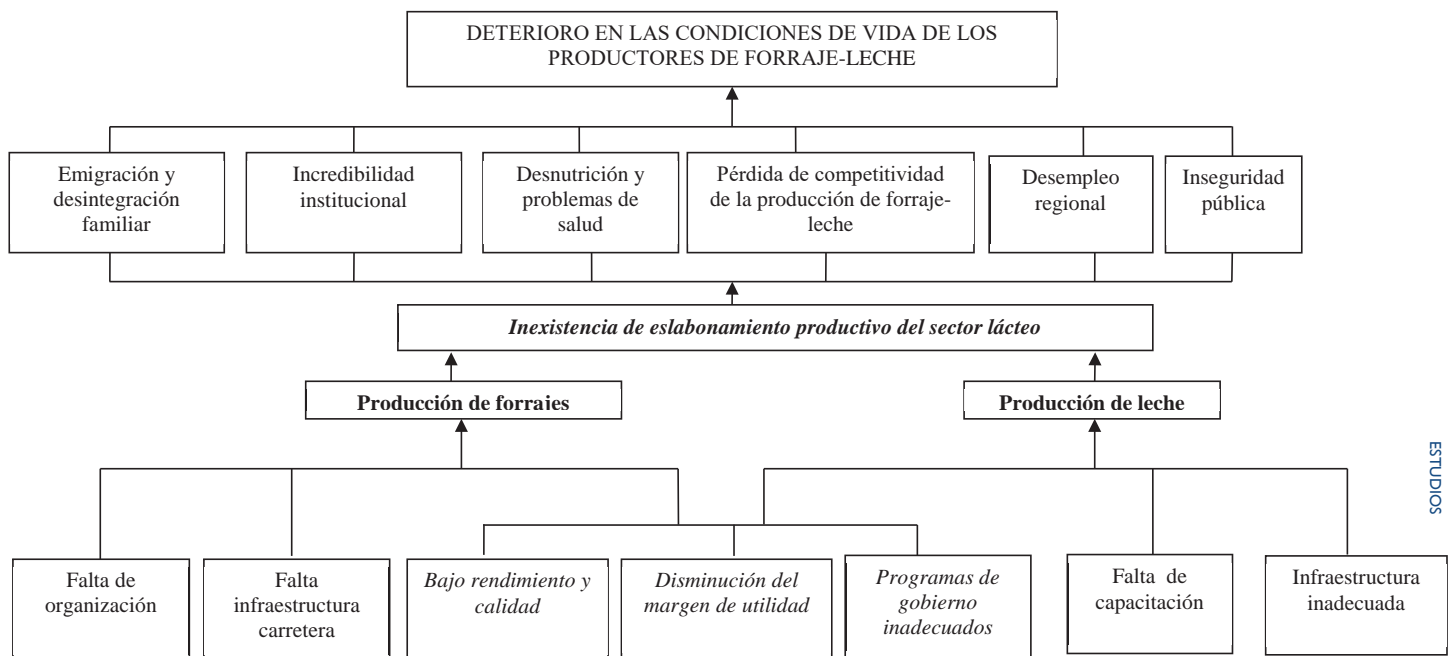 DETERIORO EN LAS CONDICIONES DE VIDA DE LOS
PRODUCTORES DE FORRAJE-LECHE
Emigración y
desintegración
familiar
Incredibilidad
institucional
Desnutrición y
problemas de
salud
Pérdida de competitividad
de la producción de forraje-
leche
Desempleo
regional
Inseguridad
pública
Inexistencia de eslabonamiento productivo del sector lácteo
Producción de forrajes
Producción de leche
Falta de
organización
Falta
infraestructura
carretera
Bajo rendimiento y
calidad
Disminución del
margen de utilidad
Programas de
gobierno
inadecuados
Falta de
capacitación
Infraestructura
inadecuada
ESTUDIOS